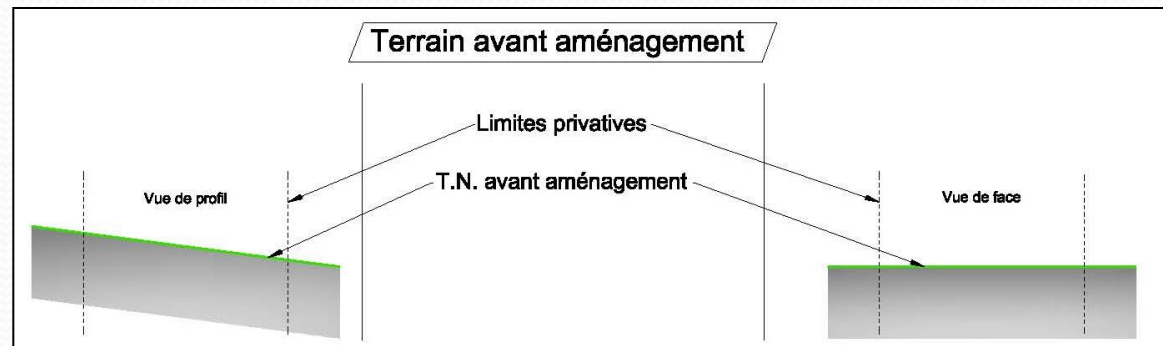 Terrain avant aménagement
Limites privatives
T.N. avant aménagement
Vue de profil
Vue de face